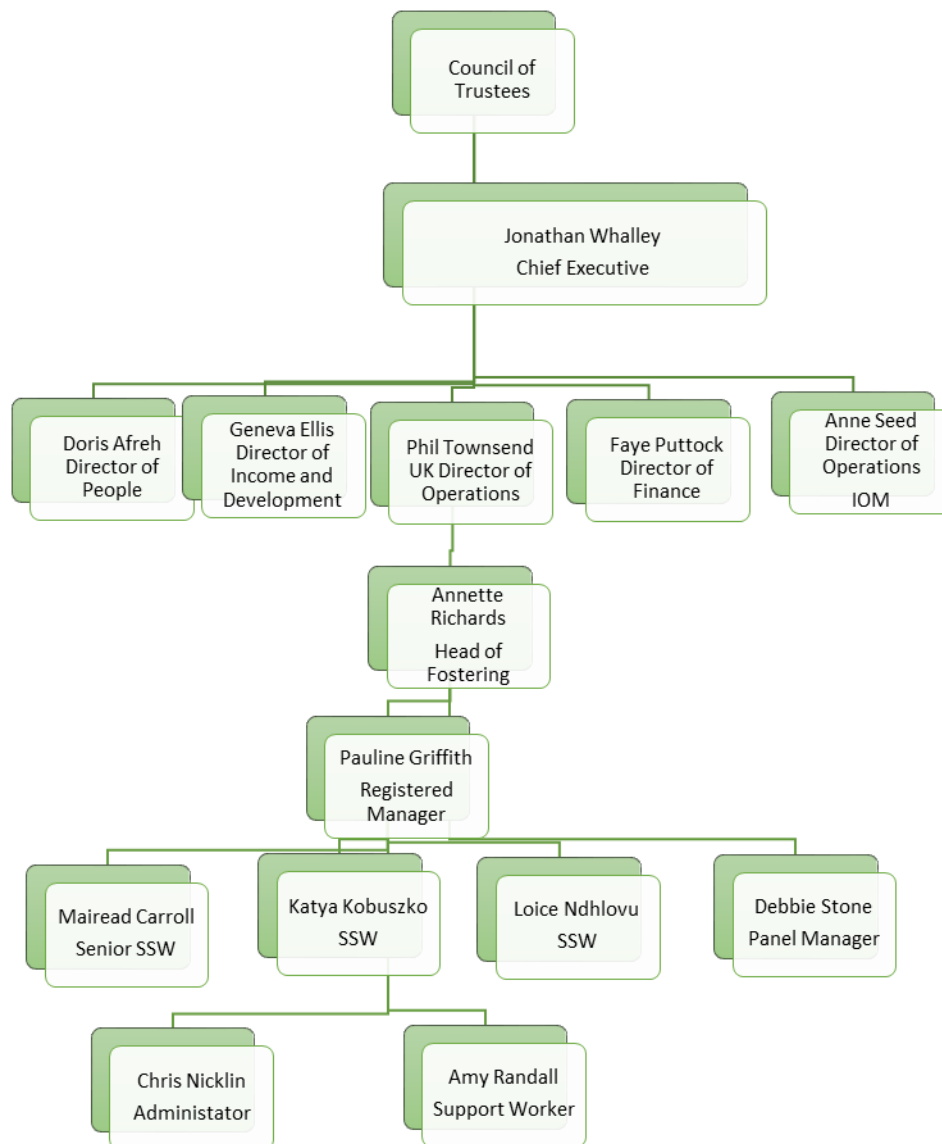 Council of
Trustees
Jonathan Whalley
Chief Executive
Doris Afreh
Director of
People
Geneva Ellis
Director of
Income and
Development
Phil Townsend
UK Director of
Operations
Faye Puttock
Director of
Finance
Anne Seed
Director of
Operations
IOM
Annette
Richards
Head of
Fostering
Pauline Griffith
Registered
Manager
Mairead Carroll
Senior SSW
Katya Kobuszko
SSW
Loice Ndhlovu
SSW
Debbie Stone
Panel Manager
Chris Nicklin
Administator
Amy Randall
Support Worker